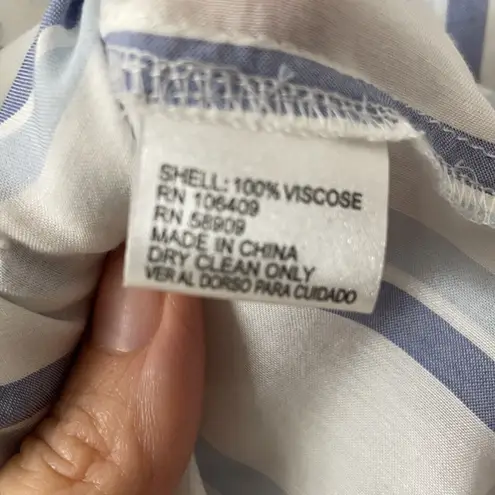 SHELL: 100% VISCOSE
RN 106409
RN 58909
MADE IN CHINA
DRY CLEAN ONLY
VER AL DORSO PARA CUIDADO